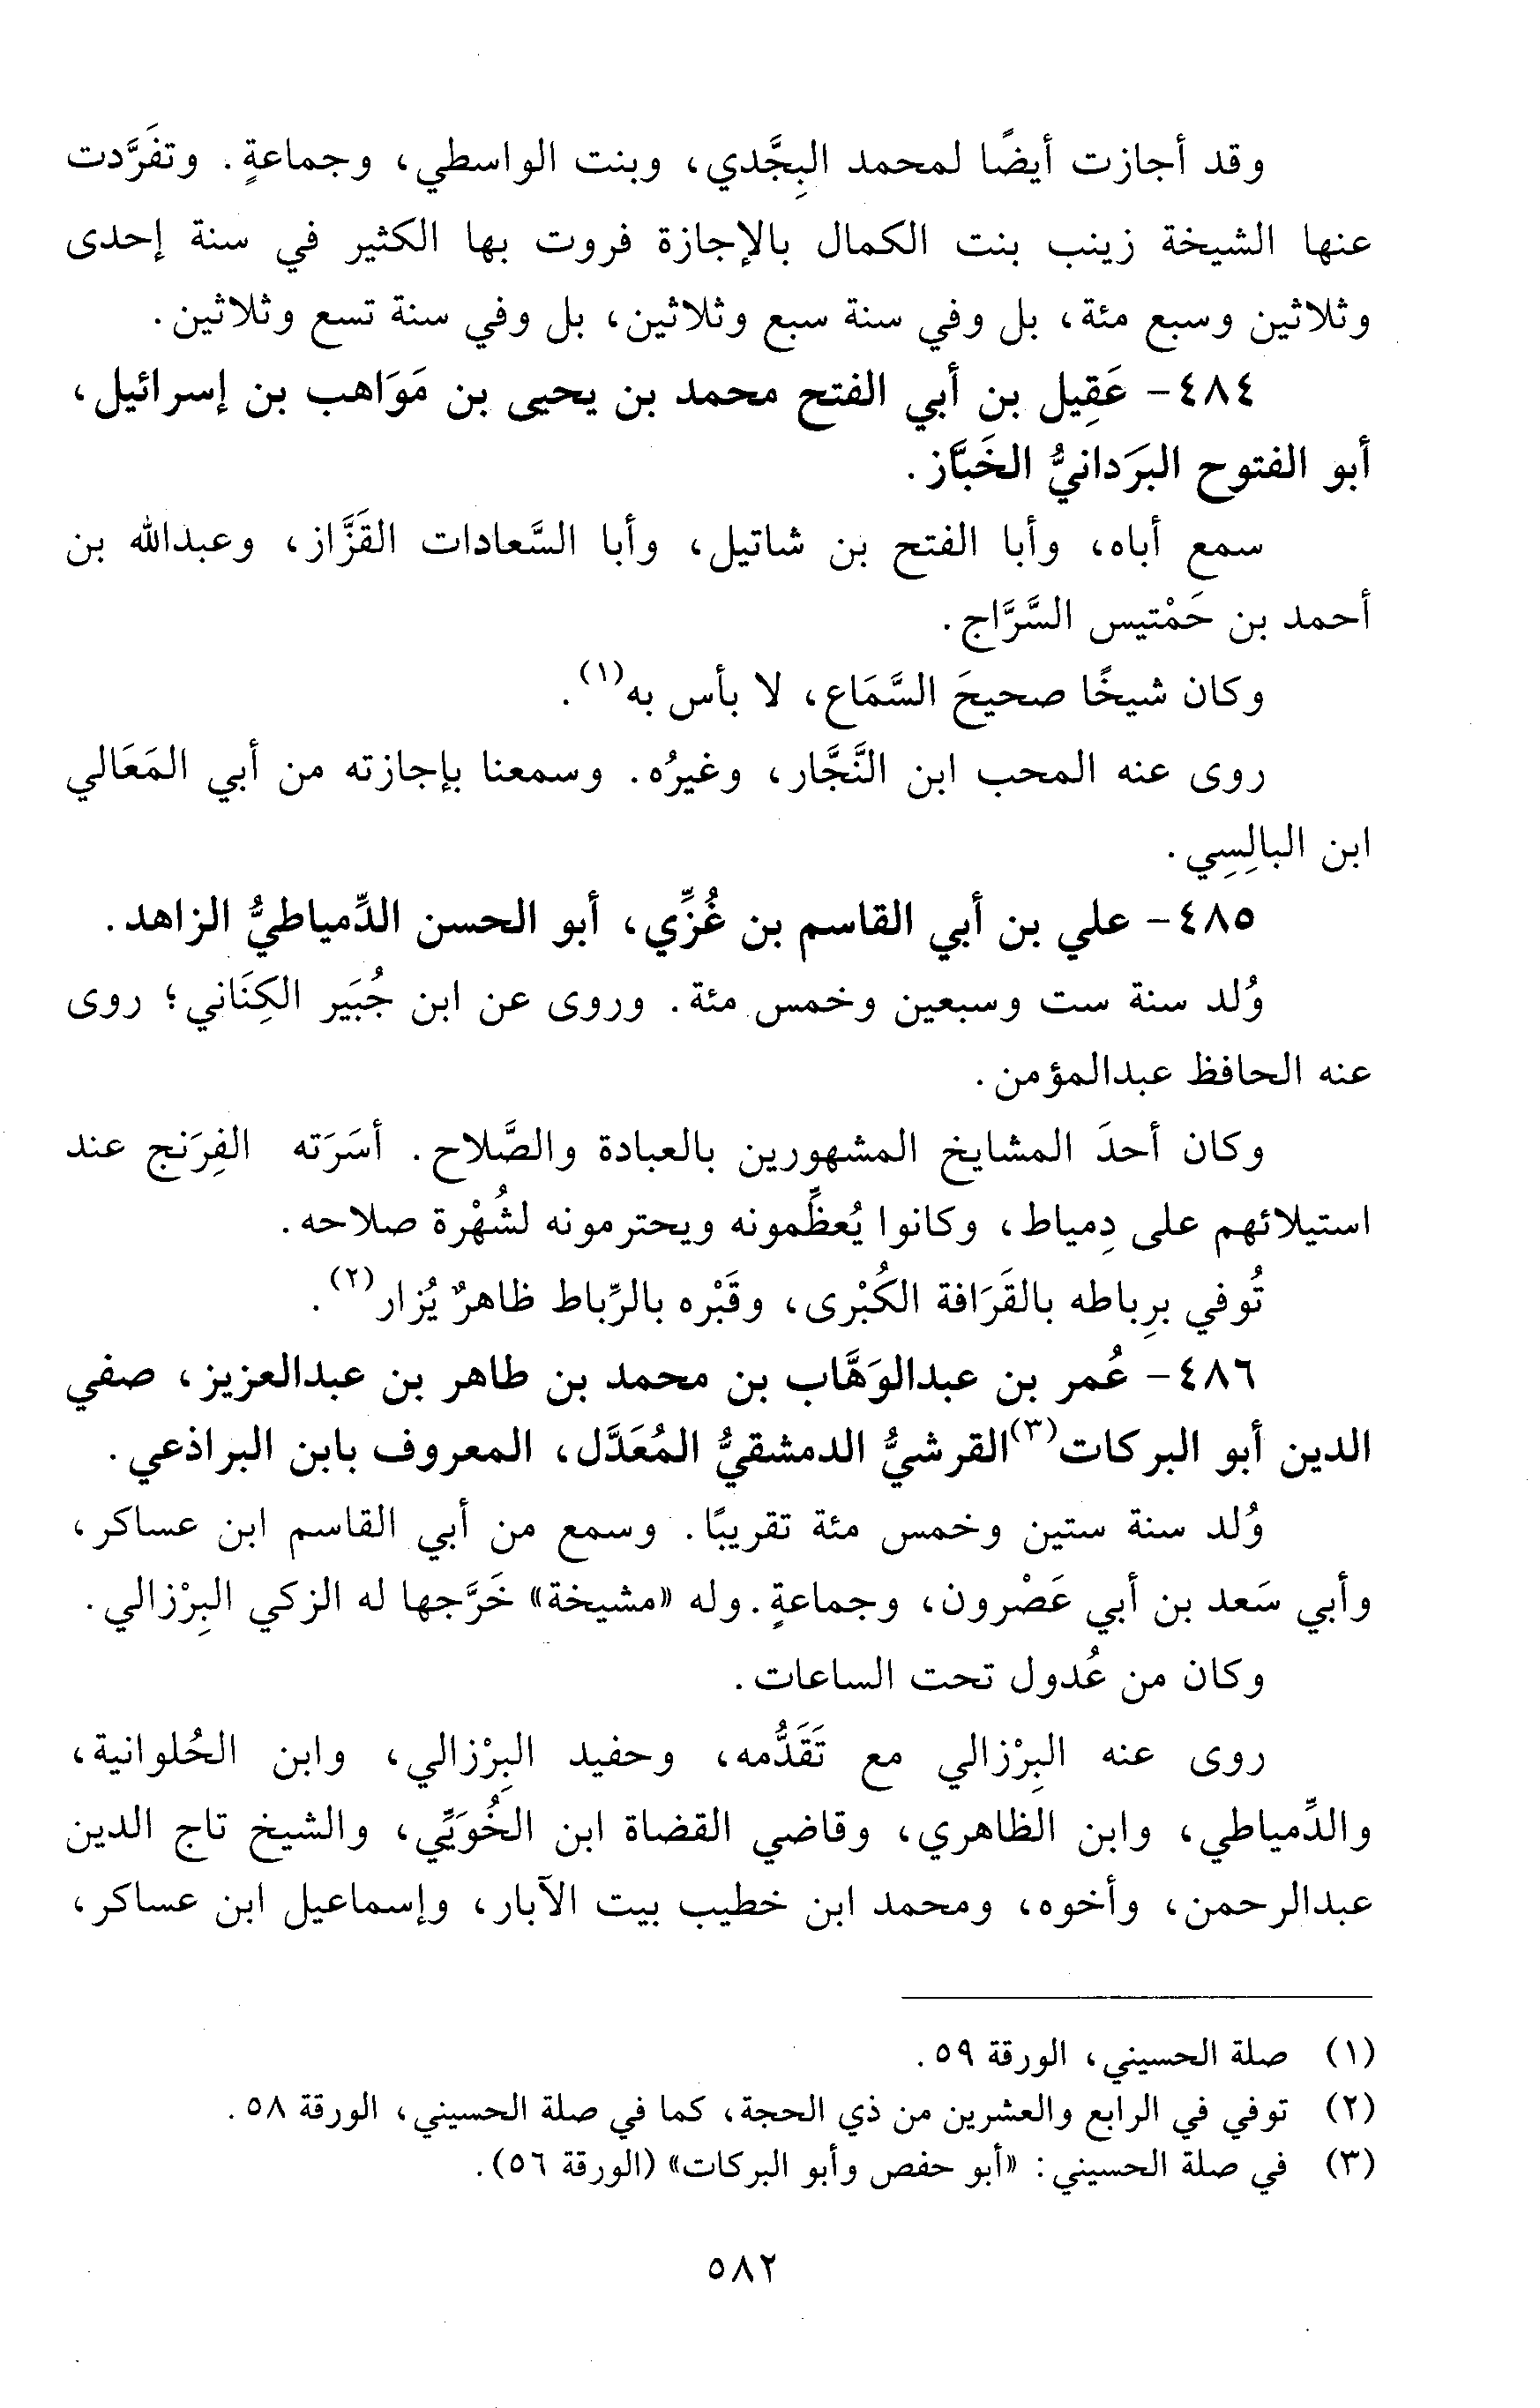 وقد أجازت أيضًا لمحمد البِجَّدي، وبنت الواسطي، وجماعةٍ. وتفَرَّدت
عنها الشيخة زينب بنت الكمال بالإجازة فروت بها الكثير في سنة إحدى
وثلاثين وسبع مئة، بل وفي سنة سبع وثلاثين، بل وفي سنة تسع وثلاثين.
٤٨٤- عَقِيل بن أبي الفتح محمد بن يحيى بن مَوَاهب بن إسرائيل،
أبو الفتوح البَردانيُّ الخَبَّاز.
سمع أباه، وأبا الفتح بن شاتيل، وأبا السَّعادات القَزَّاز، وعبدالله بن
أحمد بن حَمْتيس السَّرَّاج.
وكان شيخًا صحيحَ السَّمَاع، لا بأس به(١).
روى عنه المحب ابن النَّجَّار، وغيرُه. وسمعنا بإجازته من أبي المَعَالي
ابن البالِسِي.
٤٨٥- علي بن أبي القاسم بن غُزِّي، أبو الحسن الدِّمياطيُّ الزاهد.
وُلد سنة ست وسبعين وخمس مئة. وروى عن ابن جُبَير الكِنَاني؛ روى
عنه الحافظ عبدالمؤمن.
وكان أحدَ المشايخ المشهورين بالعبادة والصَّلاح. أسَرَته الفِرَنج عند
استيلائهم على دِمياط، وكانوا يُعظِّمونه ويحترمونه لشُهْرة صلاحه.
تُوفي برِباطه بالقَرَافة الكُبْرى، وقَبْره بالرِّباط ظاهرٌ يُزار(٢).
٤٨٦- عُمر بن عبدالوَهَّاب بن محمد بن طاهر بن عبدالعزيز، صفي
الدين أبو البركات(٣) القرشيُّ الدمشقيُّ المُعَدَّل، المعروف بابن البراذعي.
وُلد سنة ستين وخمس مئة تقريبًا. وسمع من أبي القاسم ابن عساكر،
وأبي سَعد بن أبي عَصْرون، وجماعةٍ. وله «مشيخة» خَرَّجها له الزكي البِرْزالي.
وكان من عُدول تحت الساعات.
روى عنه البِرْزالي مع تَقَدُّمه، وحفيد البِرْزالي، وابن الحُلوانية،
والدِّمياطي، وابن الظاهري، وقاضي القضاة ابن الخُوَيِّي، والشيخ تاج الدين
عبدالرحمن، وأخوه، ومحمد ابن خطيب بيت الآبار، وإسماعيل ابن عساكر،
(١) صلة الحسيني، الورقة ٥٩.
(٢) توفي في الرابع والعشرين من ذي الحجة، كما في صلة الحسيني، الورقة ٥٨.
(٣) في صلة الحسيني: «أبو حفص وأبو البركات» (الورقة ٥٦).
٥٨٢